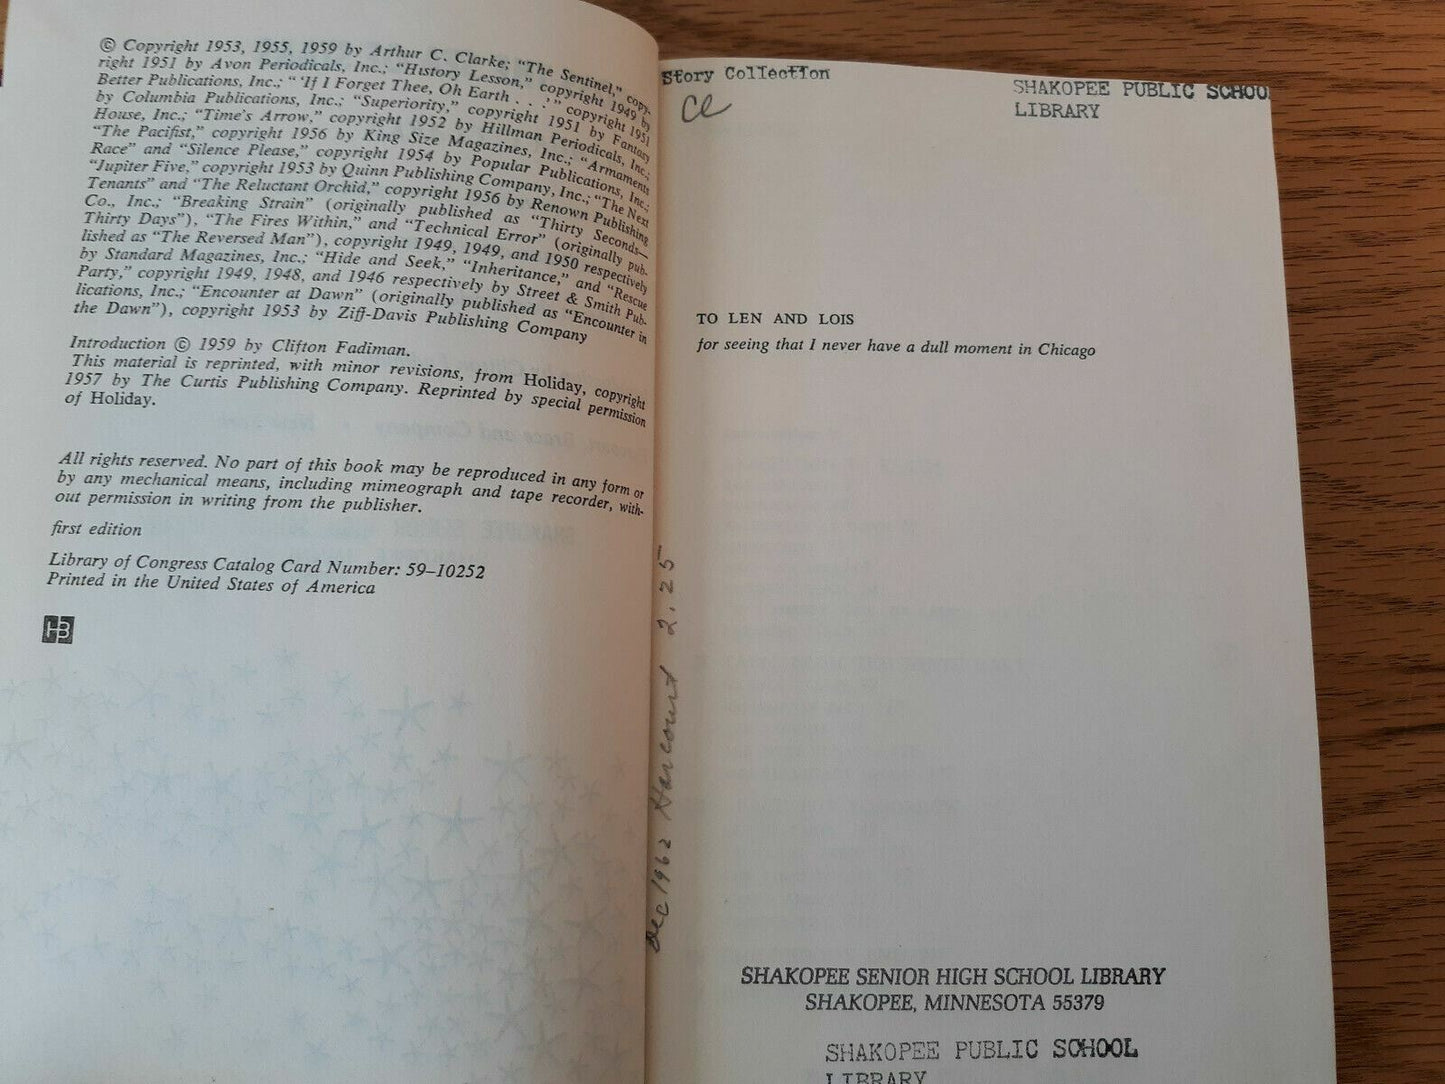 © Copyright 1953, 1955, 1959 by Arthur C. Clarke; "The Sentinel," copy-
right 1951 by Avon Periodicals, Inc.; "History Lesson," copyright 1949 by
Better Publications, Inc.; "'If I Forget Thee, Oh Earth . . .'" copyright 1951
by Columbia Publications, Inc.; "Superiority," copyright 1951 by Fantasy
House, Inc.; "Time's Arrow," copyright 1952 by Hillman Periodicals, Inc.;
"The Pacifist," copyright 1956 by King Size Magazines, Inc.; "Armaments
Race" and "Silence Please," copyright 1954 by Popular Publications, Inc.;
"Jupiter Five," copyright 1953 by Quinn Publishing Company, Inc.; "The Next
Tenants" and "The Reluctant Orchid," copyright 1956 by Renown Publishing
Co., Inc.; "Breaking Strain" (originally published as "Thirty Seconds—
Thirty Days"), "The Fires Within," and "Technical Error" (originally pub-
lished as "The Reversed Man"), copyright 1949, 1949, and 1950 respectively
by Standard Magazines, Inc.; "Hide and Seek," "Inheritance," and "Rescue
Party," copyright 1949, 1948, and 1946 respectively by Street & Smith Pub-
lications, Inc.; "Encounter at Dawn" (originally published as "Encounter in
the Dawn"), copyright 1953 by Ziff-Davis Publishing Company
Introduction © 1959 by Clifton Fadiman.
This material is reprinted, with minor revisions, from Holiday, copyright
1957 by The Curtis Publishing Company. Reprinted by special permission
of Holiday.
All rights reserved. No part of this book may be reproduced in any form or
by any mechanical means, including mimeograph and tape recorder, with-
out permission in writing from the publisher.
first edition
Library of Congress Catalog Card Number: 59–10252
Printed in the United States of America
HB
Story Collection
Cl
SHAKOPEE PUBLIC SCHOOL
LIBRARY
TO LEN AND LOIS
for seeing that I never have a dull moment in Chicago
Dec 1962 Harcourt 2.25
SHAKOPEE SENIOR HIGH SCHOOL LIBRARY
SHAKOPEE, MINNESOTA 55379
SHAKOPEE PUBLIC SCHOOL
LIBRARY